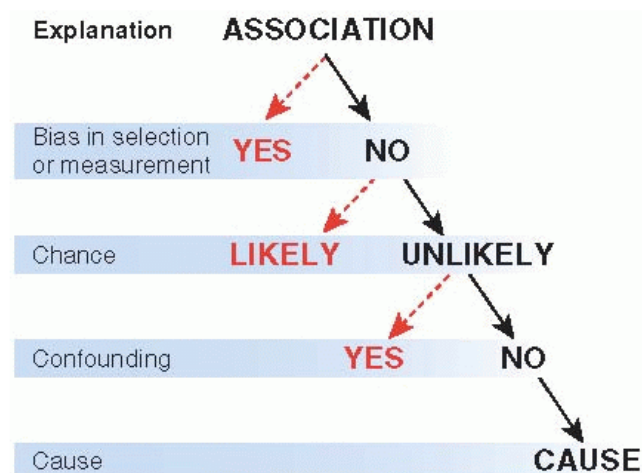 Explanation ASSOCIATION
Bias in selection
or measurement YES NO
Chance LIKELY UNLIKELY
Confounding YES NO
Cause CAUSE